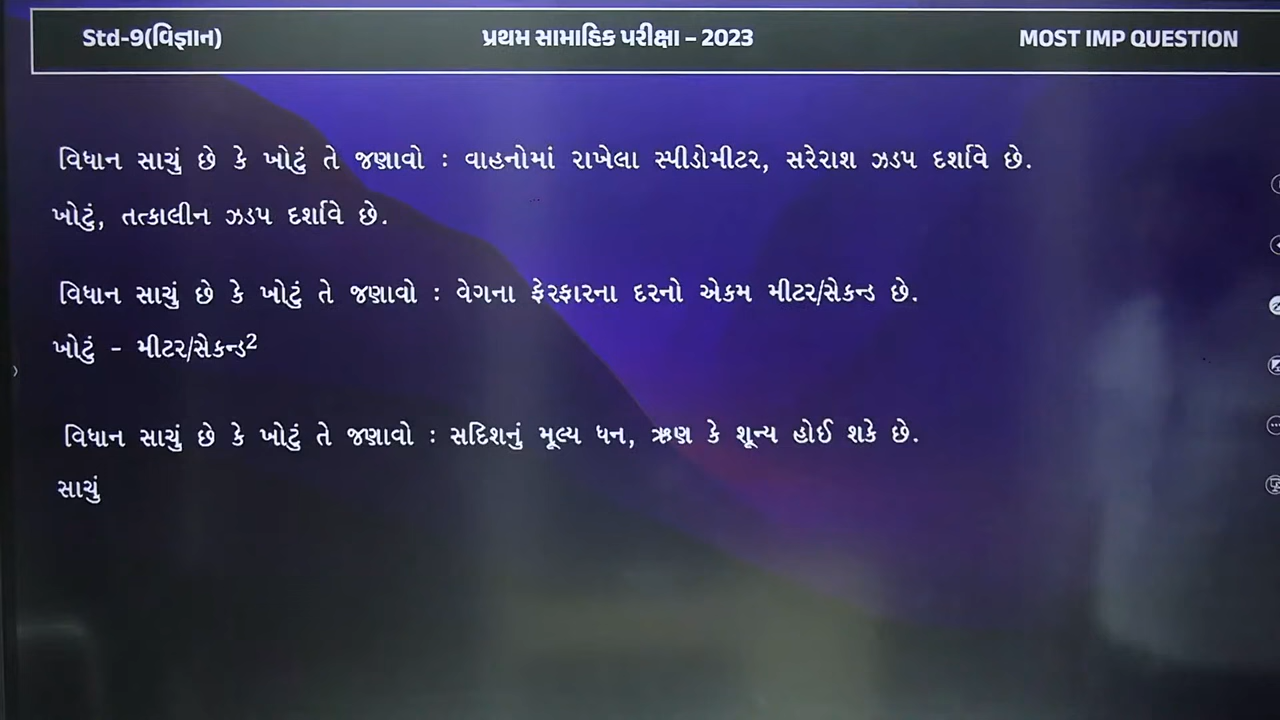 Std-9(વિજ્ઞાન) પ્રથમ સામાહિક પરીક્ષા – 2023 MOST IMP QUESTION
વિધાન સાચું છે કે ખોટું તે જણાવો : વાહનોમાં રાખેલા સ્પીડોમીટર, સરેરાશ ઝડપ દર્શાવે છે.
ખોટું, તત્કાલીન ઝડપ દર્શાવે છે.
વિધાન સાચું છે કે ખોટું તે જણાવો : વેગના ફેરફારના દરનો એકમ મીટર/સેકન્ડ છે.
ખોટું - મીટર/સેકન્ડ²
વિધાન સાચું છે કે ખોટું તે જણાવો : સદિશનું મૂલ્ય ધન, ઋણ કે શૂન્ય હોઈ શકે છે.
સાચું